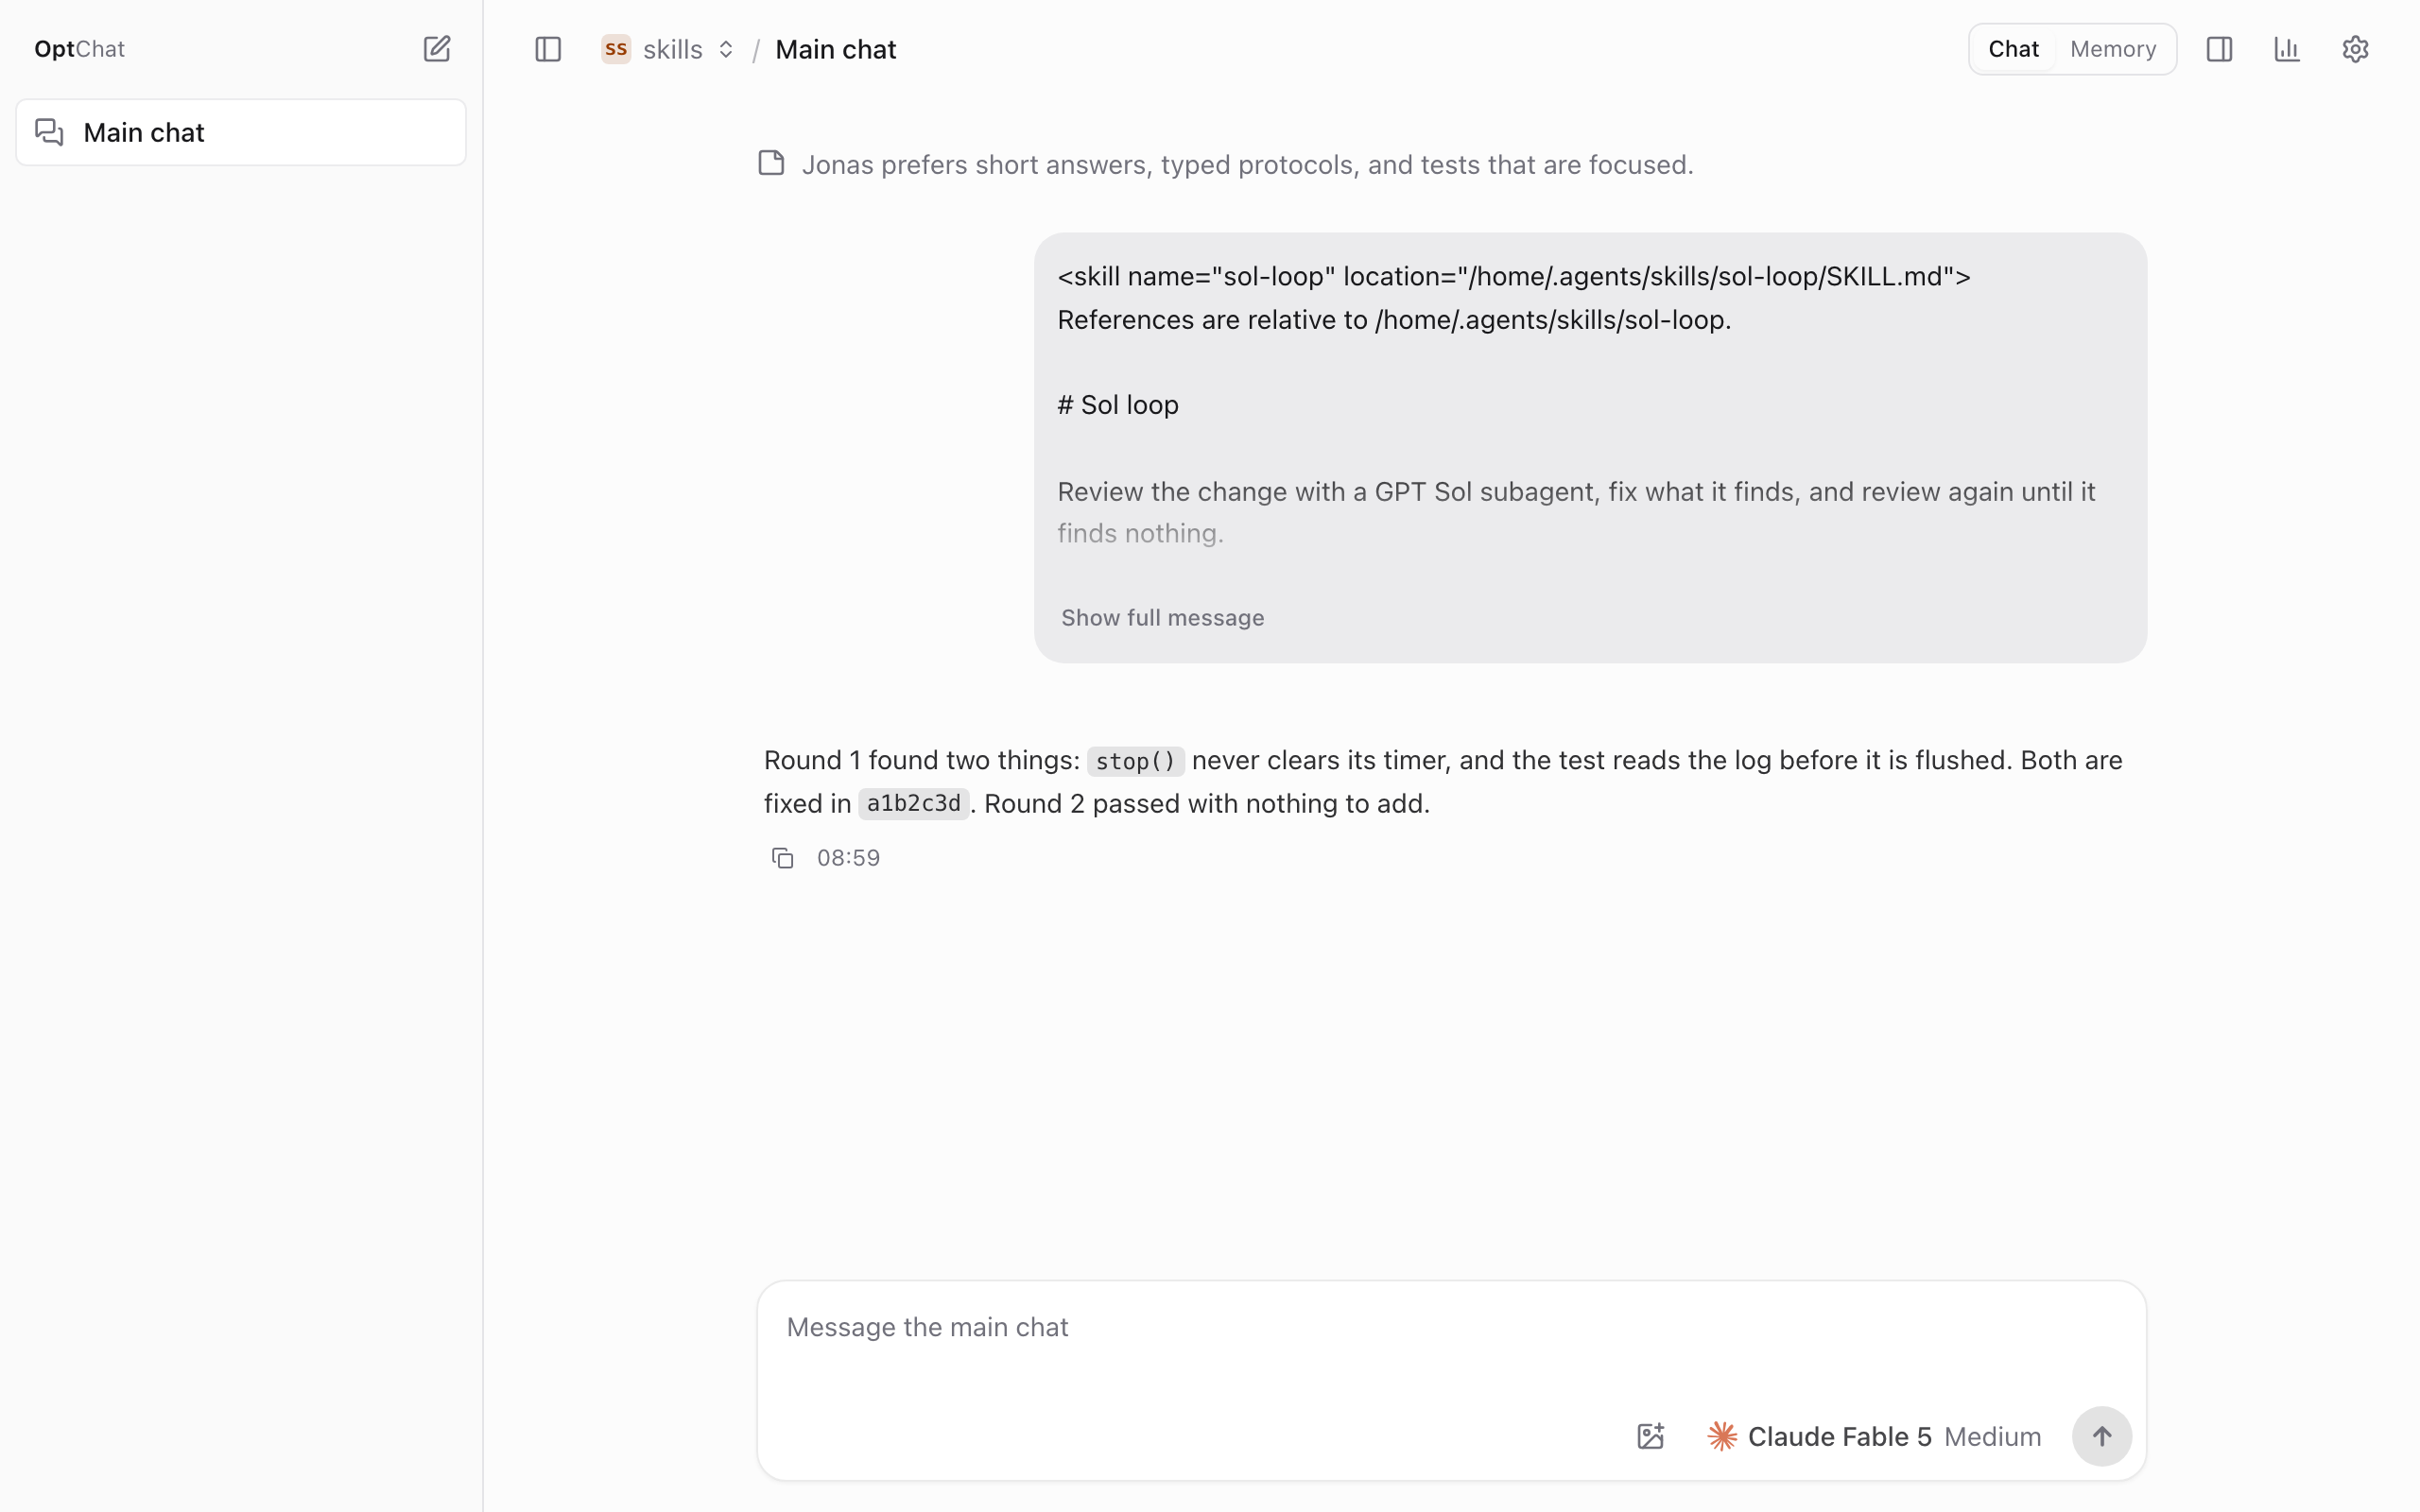 OptChat
Main chat
SS skills / Main chat
Chat Memory
Jonas prefers short answers, typed protocols, and tests that are focused.
<skill name="sol-loop" location="/home/.agents/skills/sol-loop/SKILL.md">
References are relative to /home/.agents/skills/sol-loop.
# Sol loop
Review the change with a GPT Sol subagent, fix what it finds, and review again until it
finds nothing.
Show full message
Round 1 found two things: stop() never clears its timer, and the test reads the log before it is flushed. Both are
fixed in a1b2c3d. Round 2 passed with nothing to add.
08:59
Message the main chat
Claude Fable 5 Medium